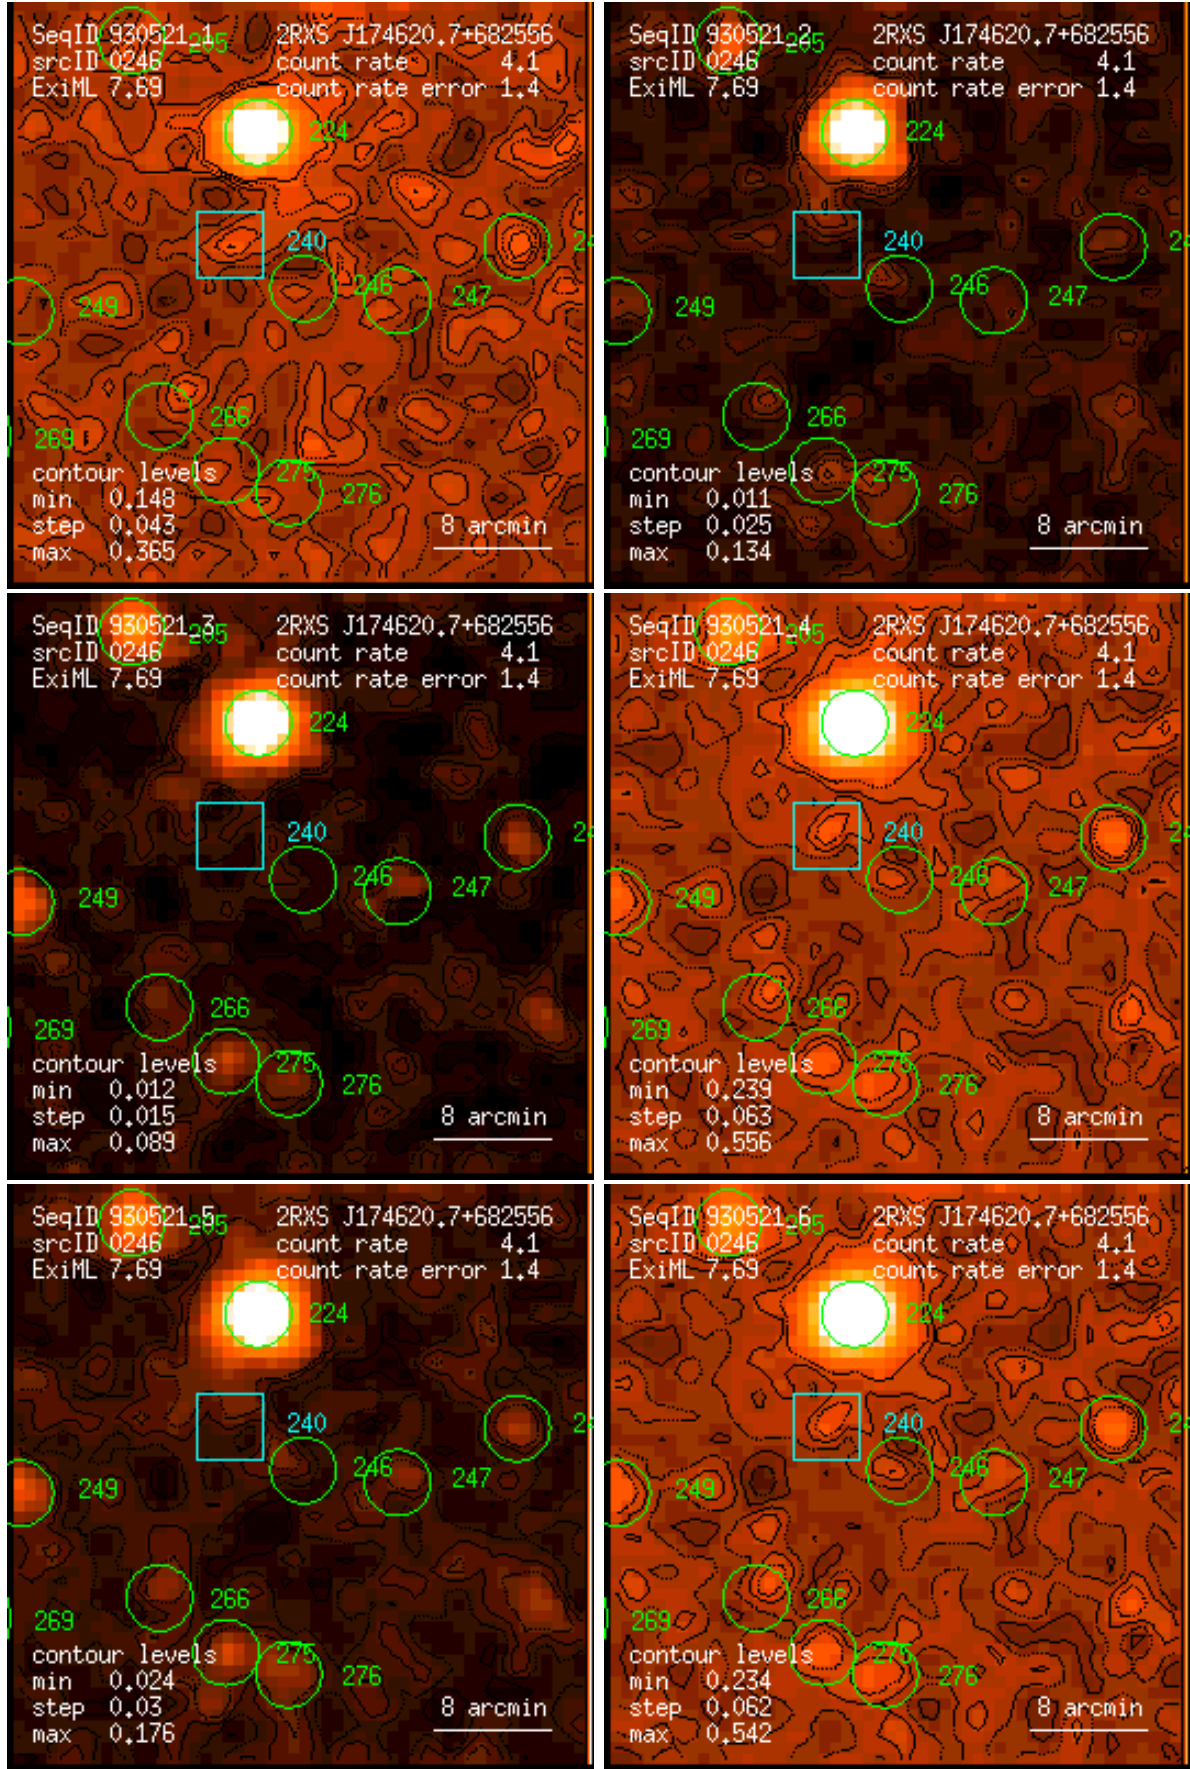 SeqID 930521_1 2RXS J174620.7+682556
205
srcID 0246 count rate 4.1
ExiML 7.69 count rate error 1.4
224
240
246
249 247
266
269
contour levels
275
min 0.148
276
step 0.043
8 arcmin
max 0.365
SeqID 930521_2 2RXS J174620.7+682556
205
srcID 0246 count rate 4.1
ExiML 7.69 count rate error 1.4
224
240
246
249 247
266
269
contour levels
275
min 0.011
276
step 0.025
8 arcmin
max 0.134
SeqID 930521_3 2RXS J174620.7+682556
205
srcID 0246 count rate 4.1
ExiML 7.69 count rate error 1.4
224
240
246
249 247
266
269
contour levels
275
min 0.012
276
step 0.015
8 arcmin
max 0.089
SeqID 930521_4 2RXS J174620.7+682556
205
srcID 0246 count rate 4.1
ExiML 7.69 count rate error 1.4
224
240
246
249 247
266
269
contour levels
275
min 0.239
276
step 0.063
8 arcmin
max 0.556
SeqID 930521_5 2RXS J174620.7+682556
205
srcID 0246 count rate 4.1
ExiML 7.69 count rate error 1.4
224
240
246
249 247
266
269
contour levels
275
min 0.024
276
step 0.03
8 arcmin
max 0.176
SeqID 930521_6 2RXS J174620.7+682556
205
srcID 0246 count rate 4.1
ExiML 7.69 count rate error 1.4
224
240
246
249 247
266
269
contour levels
275
min 0.234
276
step 0.062
8 arcmin
max 0.542